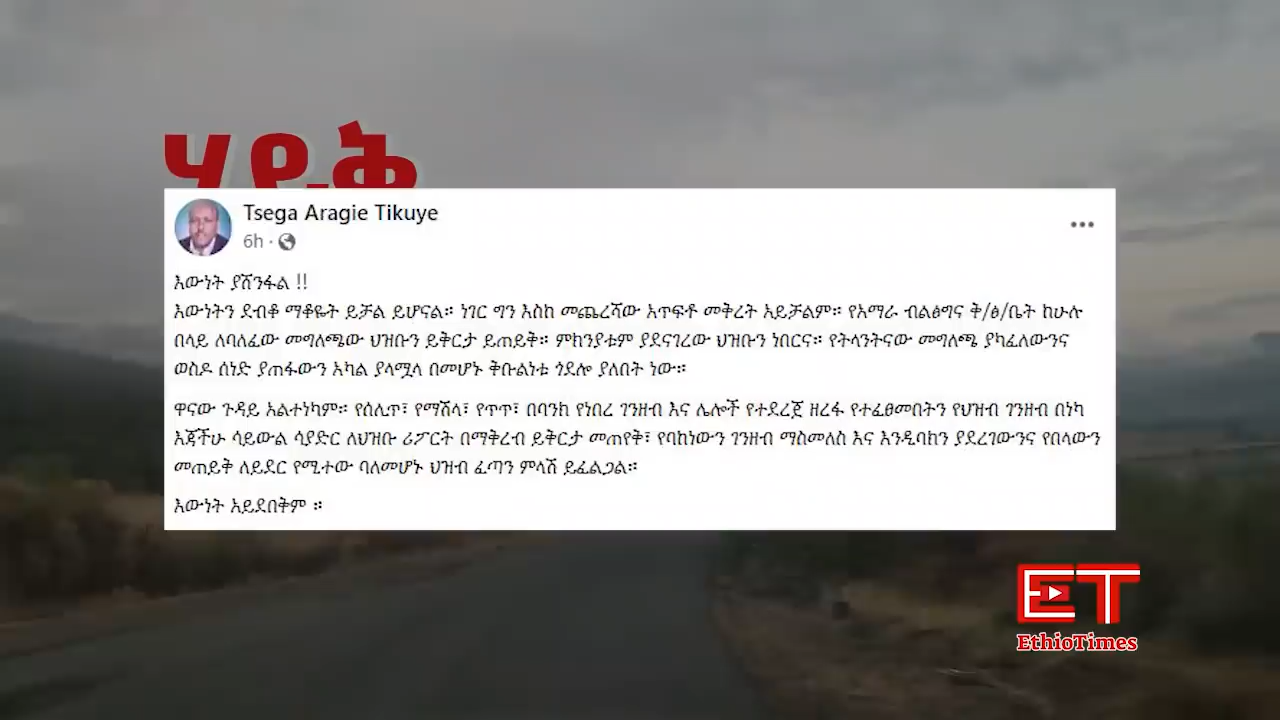 ሃይቅ
Tsega Aragie Tikuye
6h ·
እውነት ያሸንፋል !!
እውነትን ደብቆ ማቆዬት ይቻል ይሆናል። ነገር ግን እስከ መጨረሻው አጥፍቶ መቅረት አይቻልም። የአማራ ብልፅግና ቅ/ፅ/ቤት ከሁሉ
በላይ ለባለፈው መግለጫው ህዝቡን ይቅርታ ይጠይቅ። ምክንያቱም ያደናገረው ህዝቡን ነበርና። የትላንትናው መግለጫ ያካፈለውንና
ወስዶ ሰነድ ያጠፋውን አካል ያላሟላ በመሆኑ ቅቡልነቱ ጎደሎ ያለበት ነው።
ዋናው ጉዳይ አልተነካም። የሰሊጥ፣ የማሽላ፣ የጥጥ፣ በባንክ የነበረ ገንዘብ እና ሌሎች የተደረጀ ዘረፋ የተፈፀመበትን የህዝብ ገንዘብ በነካ
እጃችሁ ሳይውል ሳያድር ለህዝቡ ሪፖርት በማቅረብ ይቅርታ መጠየቅ፣ የባከነውን ገንዘብ ማስመለስ እና እንዲባክን ያደረገውንና የበላውን
መጠይቅ ለይደር የሚተው ባለመሆኑ ህዝብ ፈጣን ምላሽ ይፈልጋል።
እውነት አይደበቅም ።
ET
EthioTimes